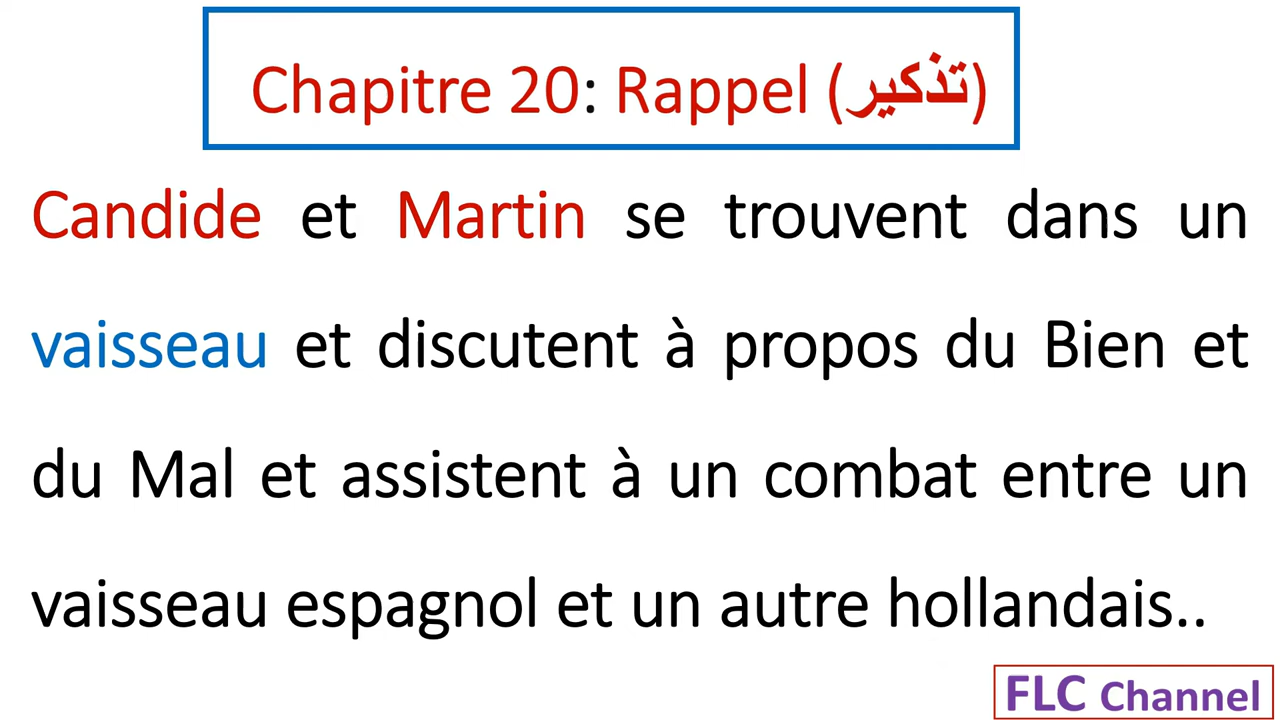 Chapitre 20: Rappel (تذكير)
Candide et Martin se trouvent dans un
vaisseau et discutent à propos du Bien et
du Mal et assistent à un combat entre un
vaisseau espagnol et un autre hollandais..
FLC Channel